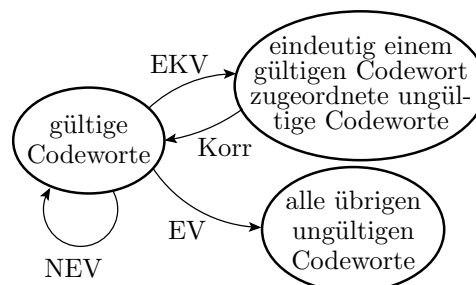 eindeutig einem
gültigen Codewort
zugeordnete ungül-
tige Codeworte
EKV
gültige
Codeworte
Korr
EV
alle übrigen
ungültigen
Codeworte
NEV